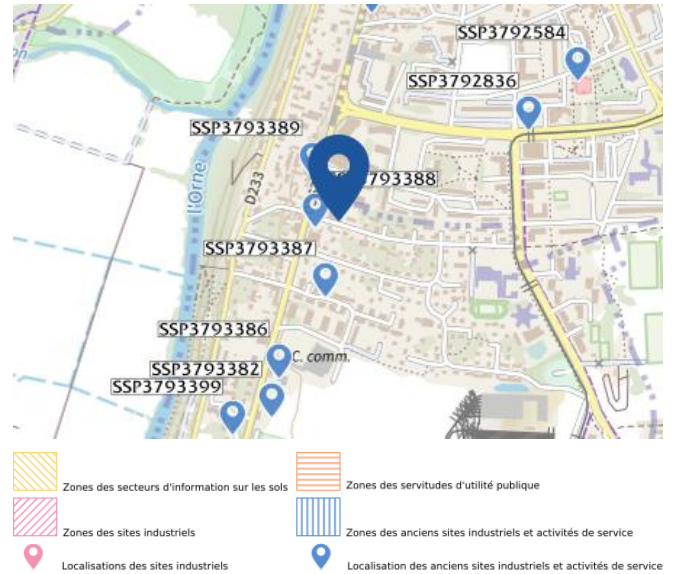 SSP3792584
SSP3792836
SSP3793389
3793388
l'Orne
D233
SSP3793387
SSP3793386
C. comm.
SSP3793382
SSP3793399
Zones des secteurs d'information sur les sols
Zones des servitudes d'utilité publique
Zones des sites industriels
Zones des anciens sites industriels et activités de service
Localisations des sites industriels
Localisation des anciens sites industriels et activités de service